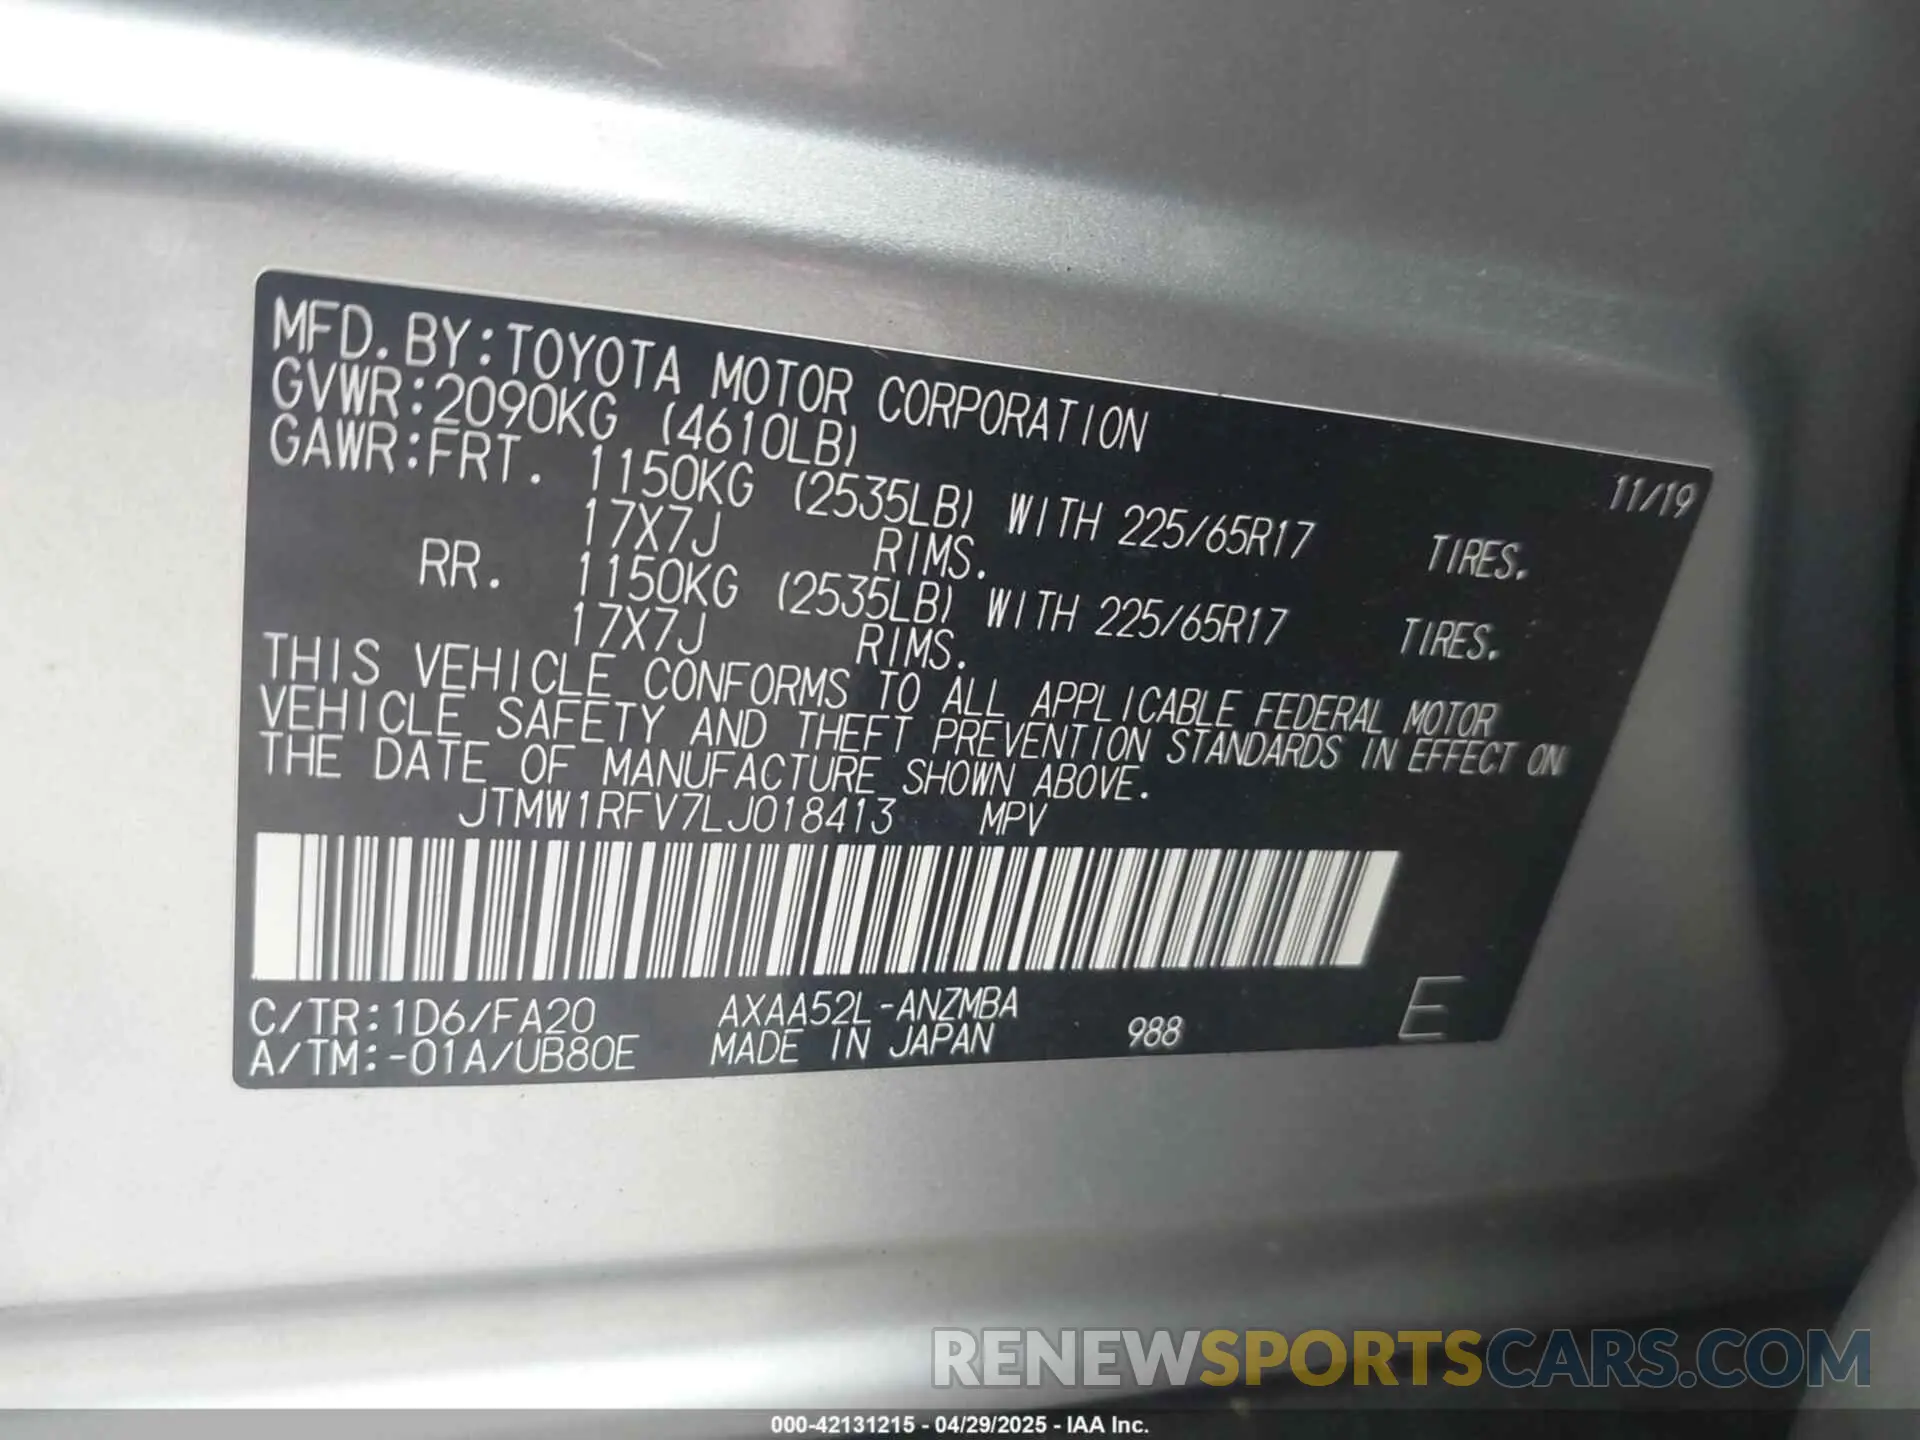 MFD.BY:TOYOTA MOTOR CORPORATION 11/19
GVWR:2090KG (4610LB)
GAWR:FRT. 1150KG (2535LB) WITH 225/65R17 TIRES.
17X7J RIMS.
RR. 1150KG (2535LB) WITH 225/65R17 TIRES.
17X7J RIMS.
THIS VEHICLE CONFORMS TO ALL APPLICABLE FEDERAL MOTOR
VEHICLE SAFETY AND THEFT PREVENTION STANDARDS IN EFFECT ON
THE DATE OF MANUFACTURE SHOWN ABOVE.
JTMW1RFV7LJ018413 MPV
C/TR:1D6/FA20 AXAA52L-ANZMBA
A/TM:-01A/UB80E MADE IN JAPAN 988 E
RENEWSPORTSCARS.COM
000-42131215 - 04/29/2025 - IAA Inc.